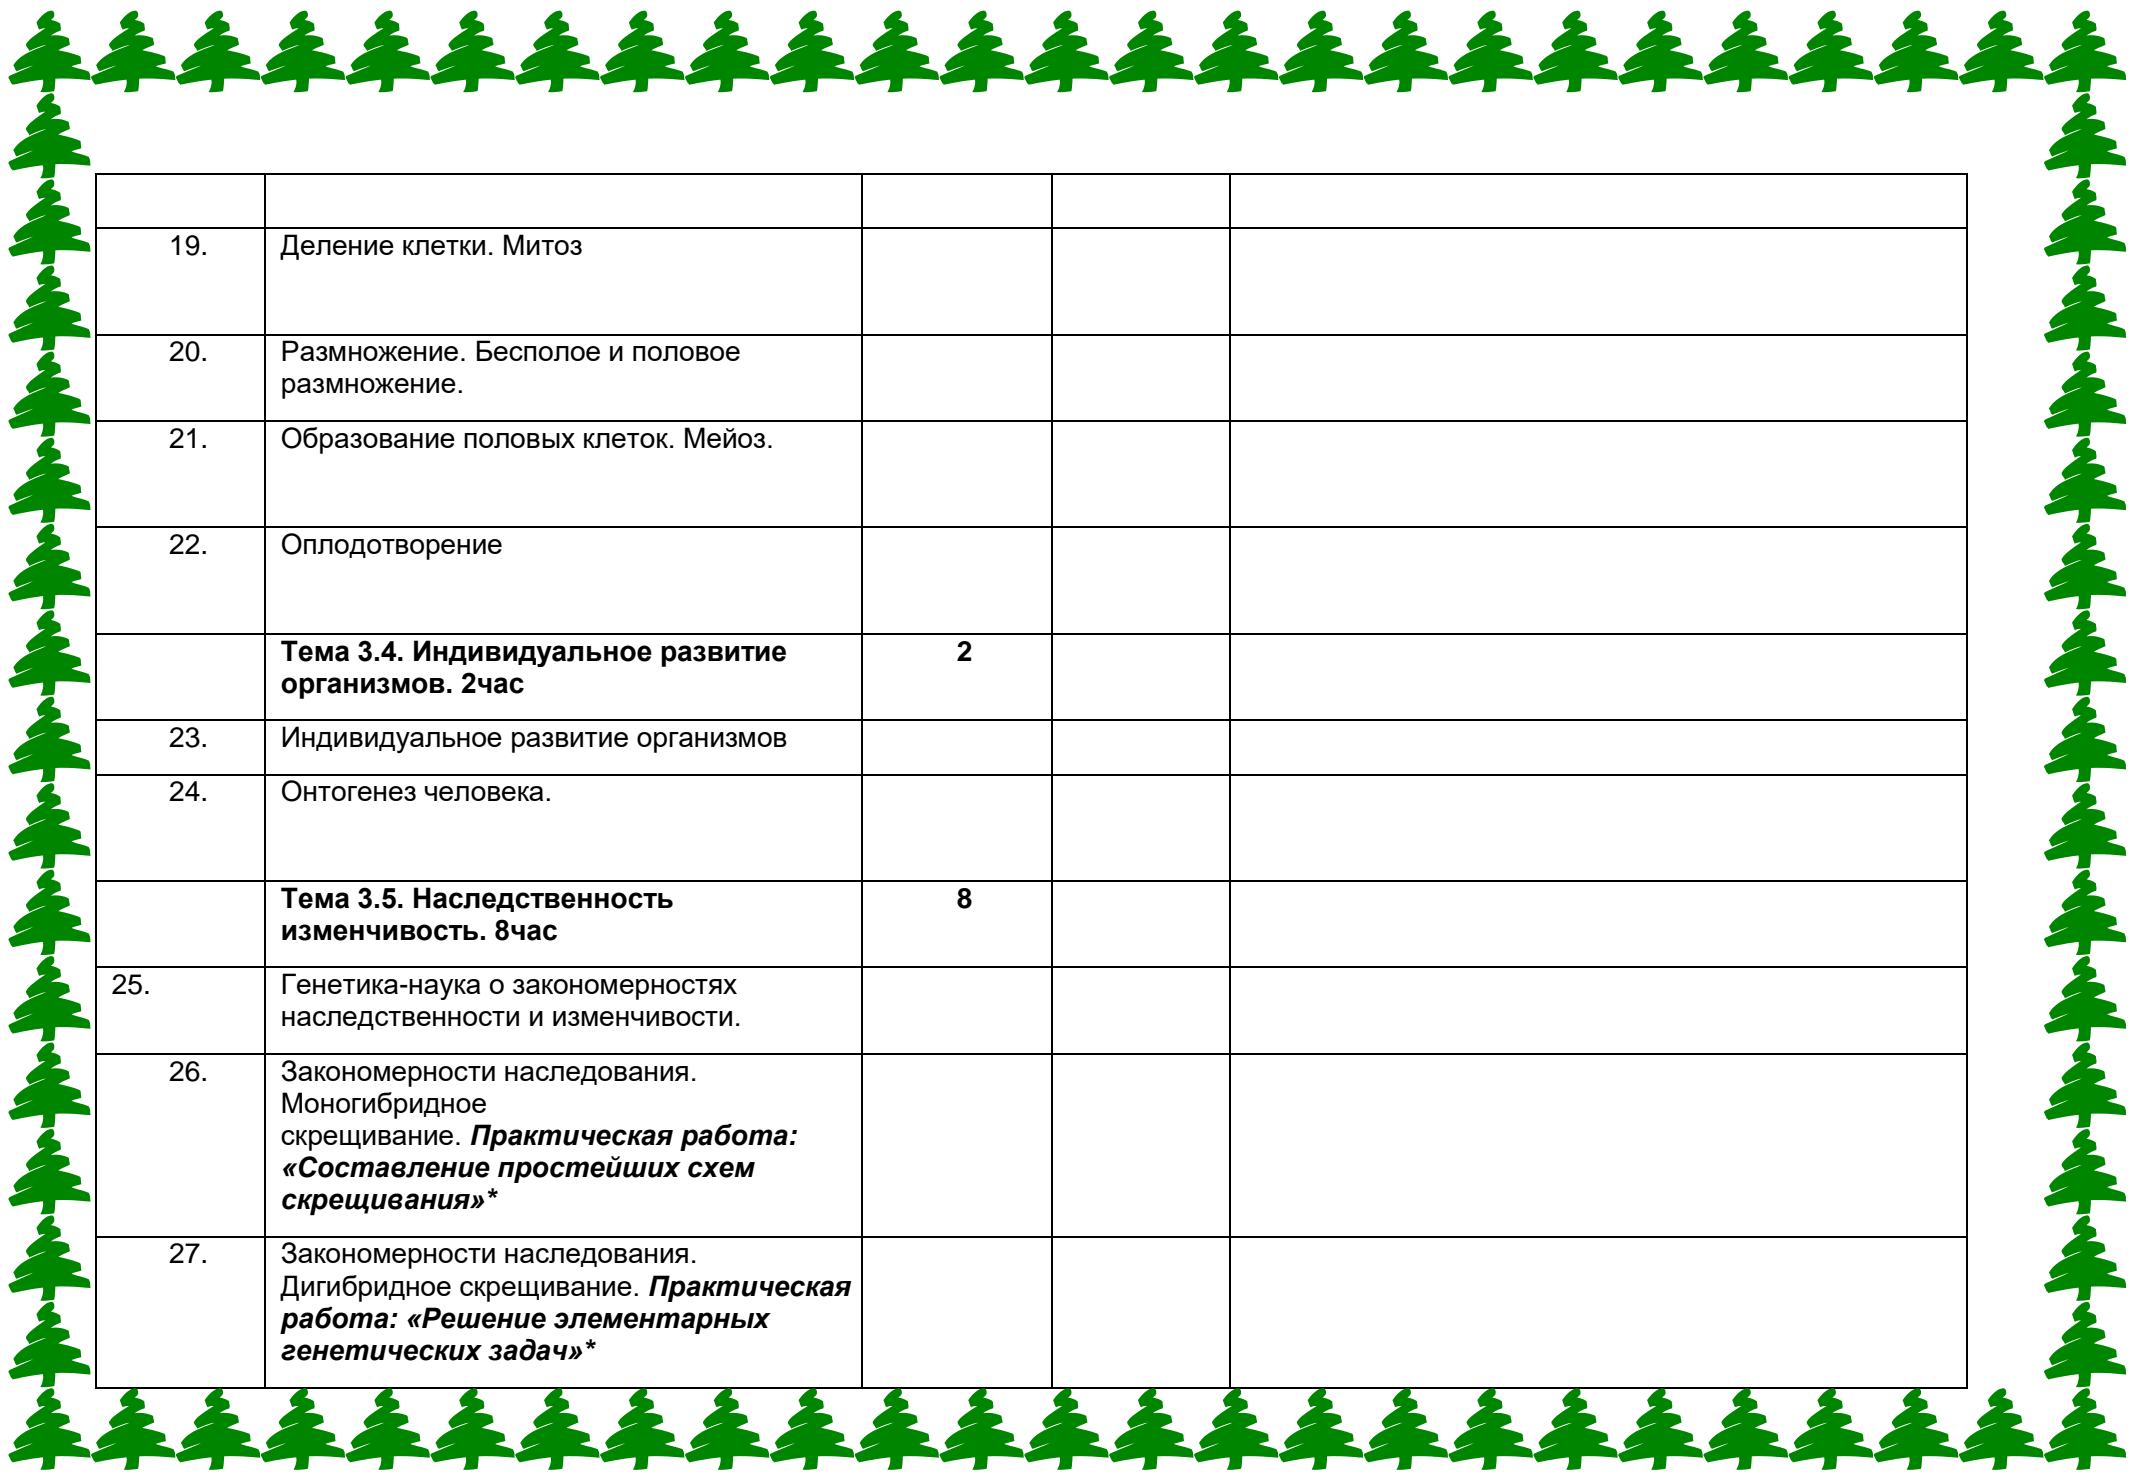 19. Деление клетки. Митоз
20. Размножение. Бесполое и половое
размножение.
21. Образование половых клеток. Мейоз.
22. Оплодотворение
Тема 3.4. Индивидуальное развитие 2
организмов. 2час
23. Индивидуальное развитие организмов
24. Онтогенез человека.
Тема 3.5. Наследственность 8
изменчивость. 8час
25. Генетика-наука о закономерностях
наследственности и изменчивости.
26. Закономерности наследования.
Моногибридное
скрещивание. Практическая работа:
«Составление простейших схем
скрещивания»*
27. Закономерности наследования.
Дигибридное скрещивание. Практическая
работа: «Решение элементарных
генетических задач»*